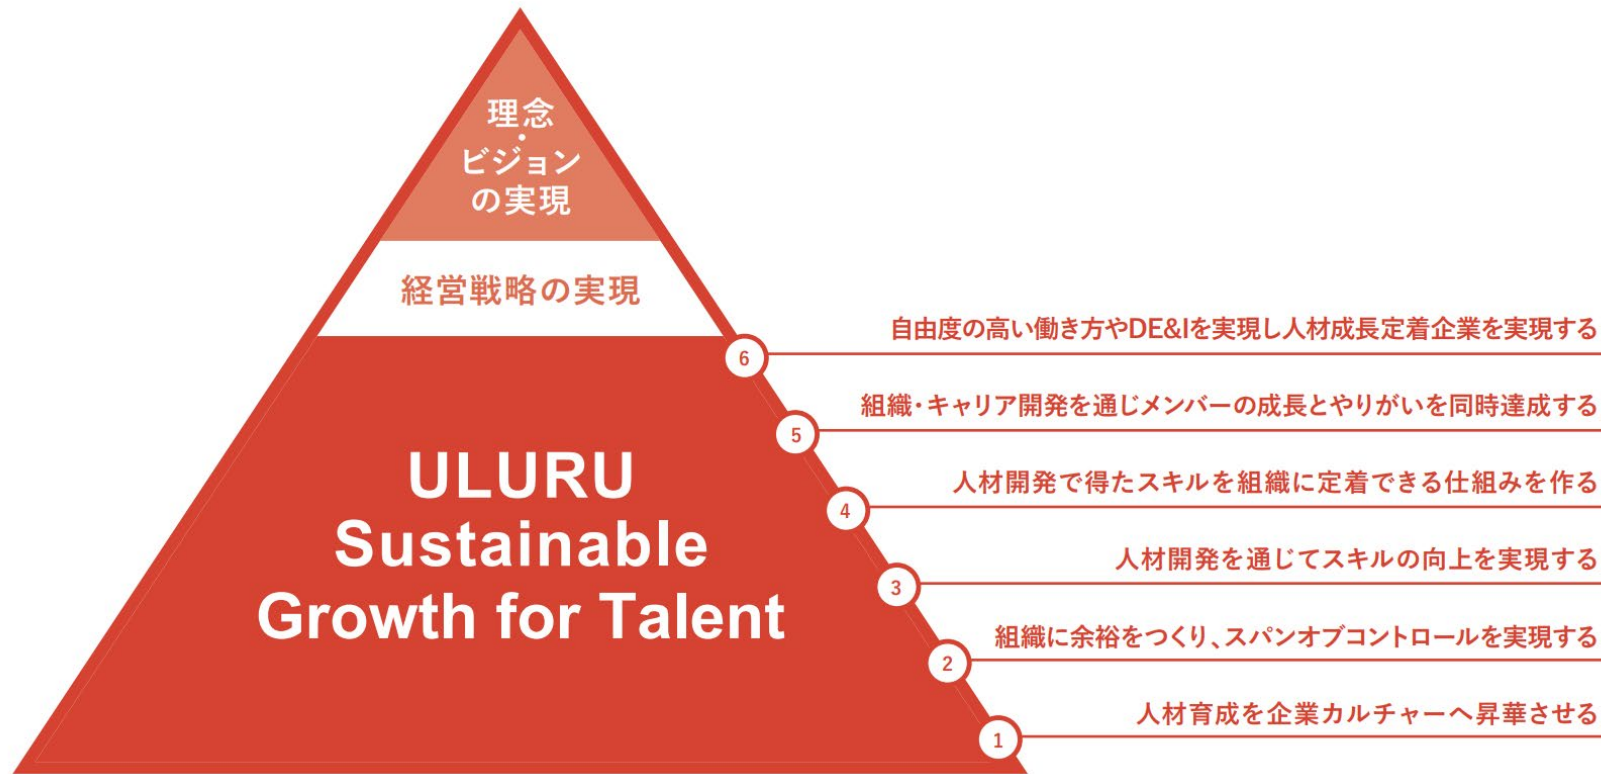 理念
・
ビジョン
の実現
経営戦略の実現
ULURU
Sustainable
Growth for Talent
6 自由度の高い働き方やDE&Iを実現し人材成長定着企業を実現する
5 組織・キャリア開発を通じメンバーの成長とやりがいを同時達成する
4 人材開発で得たスキルを組織に定着できる仕組みを作る
3 人材開発を通じてスキルの向上を実現する
2 組織に余裕をつくり、スパンオブコントロールを実現する
1 人材育成を企業カルチャーへ昇華させる